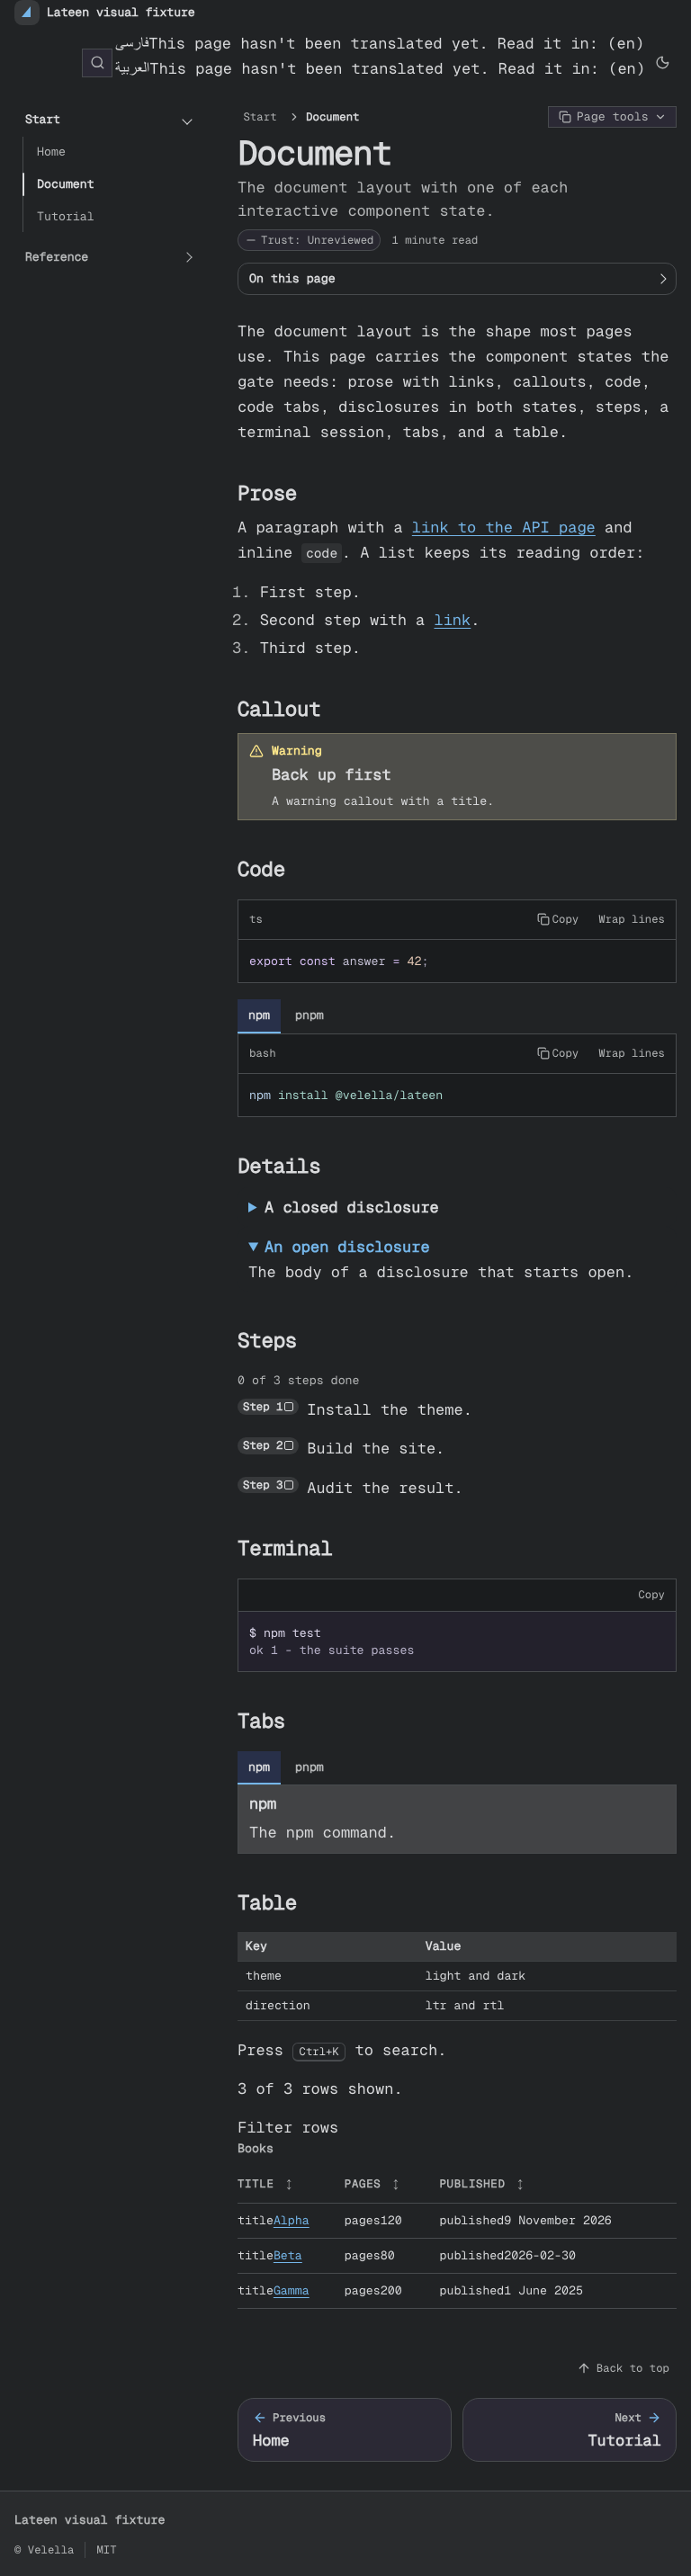 Lateen visual fixture
فارسی This page hasn't been translated yet. Read it in: (en)
العربية This page hasn't been translated yet. Read it in: (en)
Start
Home
Document
Tutorial
Reference
Start > Document
Page tools
Document
The document layout with one of each
interactive component state.
— Trust: Unreviewed 1 minute read
On this page
The document layout is the shape most pages
use. This page carries the component states the
gate needs: prose with links, callouts, code,
code tabs, disclosures in both states, steps, a
terminal session, tabs, and a table.
Prose
A paragraph with a link to the API page and
inline code. A list keeps its reading order:
1. First step.
2. Second step with a link.
3. Third step.
Callout
Warning
Back up first
A warning callout with a title.
Code
ts Copy Wrap lines
export const answer = 42;
npm pnpm
bash Copy Wrap lines
npm install @velella/lateen
Details
A closed disclosure
An open disclosure
The body of a disclosure that starts open.
Steps
0 of 3 steps done
Step 1 Install the theme.
Step 2 Build the site.
Step 3 Audit the result.
Terminal
Copy
$ npm test
ok 1 - the suite passes
Tabs
npm pnpm
npm
The npm command.
Table
Key Value
theme light and dark
direction ltr and rtl
Press Ctrl+K to search.
3 of 3 rows shown.
Filter rows
Books
TITLE ↕ PAGES ↕ PUBLISHED ↕
titleAlpha pages120 published9 November 2026
titleBeta pages80 published2026-02-30
titleGamma pages200 published1 June 2025
↑ Back to top
← Previous
Home
Next →
Tutorial
Lateen visual fixture
© Velella | MIT